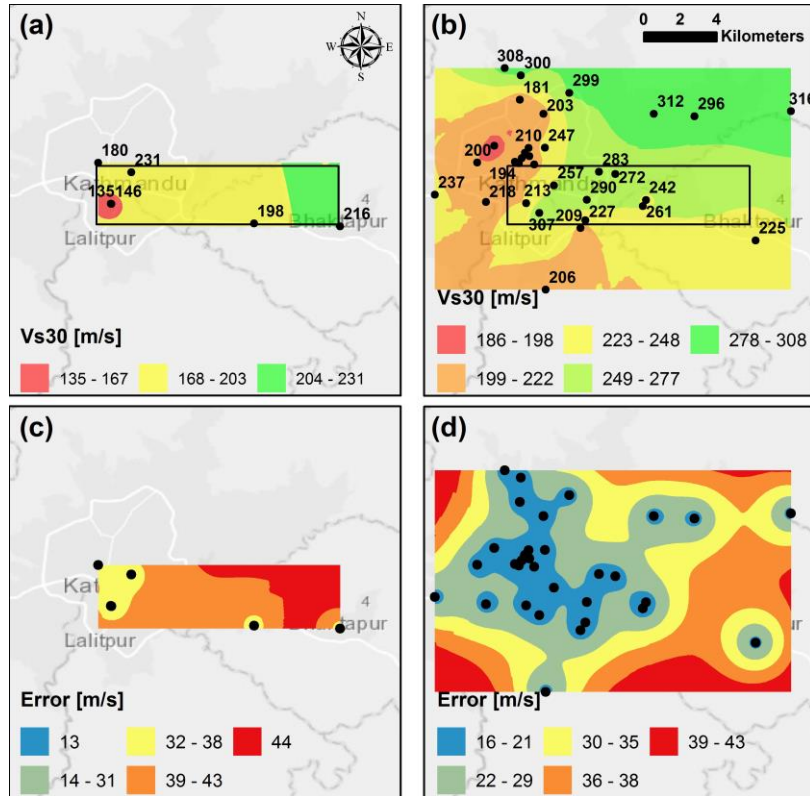 (a)
N
W E
S
180
231
Kathmandu
135146
198
4
216
Bhaktapur
Lalitpur
Vs30 [m/s]
135 - 167
168 - 203
204 - 231
(b)
0 2 4
Kilometers
308
300
299
181
203
312
296
316
210
247
200
283
257
272
194
237
218
213
290
242
4
307
209
227
261
Bhaktapur
225
Lalitpur
206
Vs30 [m/s]
186 - 198
223 - 248
278 - 308
199 - 222
249 - 277
(c)
Kat
4
Bhaktapur
Lalitpur
Error [m/s]
13
32 - 38
44
14 - 31
39 - 43
(d)
Error [m/s]
16 - 21
30 - 35
39 - 43
22 - 29
36 - 38